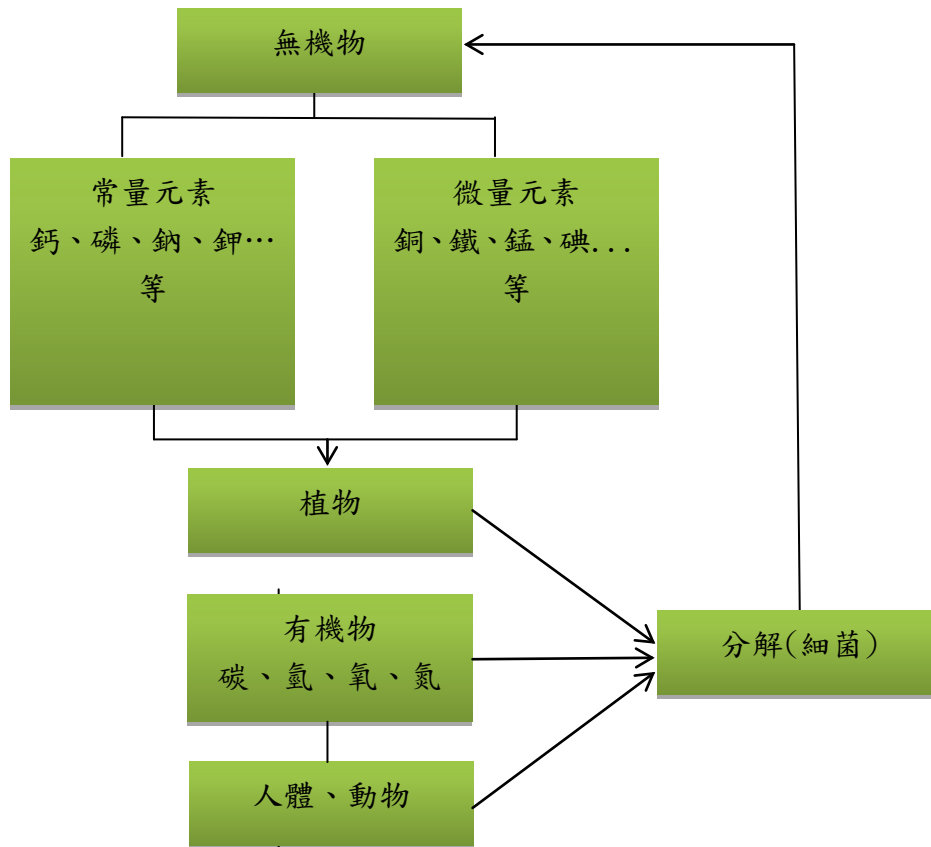 無機物
常量元素
鈣、磷、鈉、鉀…
等
微量元素
銅、鐵、錳、碘...
等
植物
有機物
碳、氫、氧、氮
分解(細菌)
人體、動物